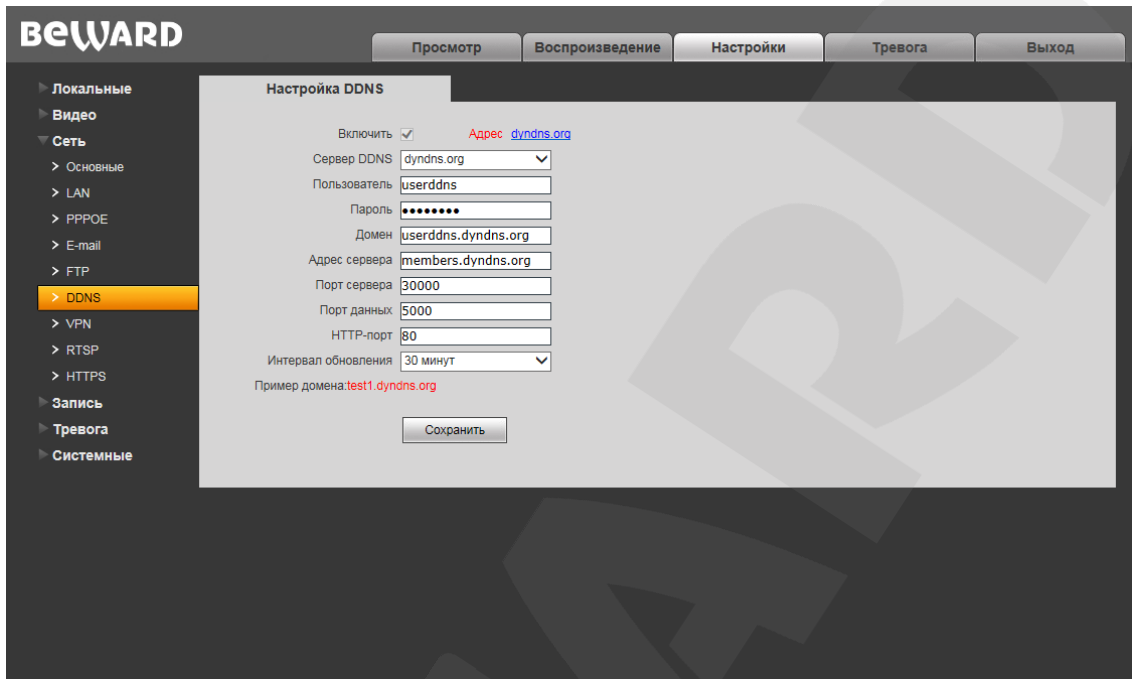 BEWARD
Просмотр Воспроизведение Настройки Тревога Выход
Локальные
Видео
Сеть
Основные
LAN
PPPOE
E-mail
FTP
DDNS
VPN
RTSP
HTTPS
Запись
Тревога
Системные
Настройка DDNS
Включить Адрес dyndns.org
Сервер DDNS dyndns.org
Пользователь userddns
Пароль ••••••••
Домен userddns.dyndns.org
Адрес сервера members.dyndns.org
Порт сервера 30000
Порт данных 5000
HTTP-порт 80
Интервал обновления 30 минут
Пример домена:test1.dyndns.org
Сохранить